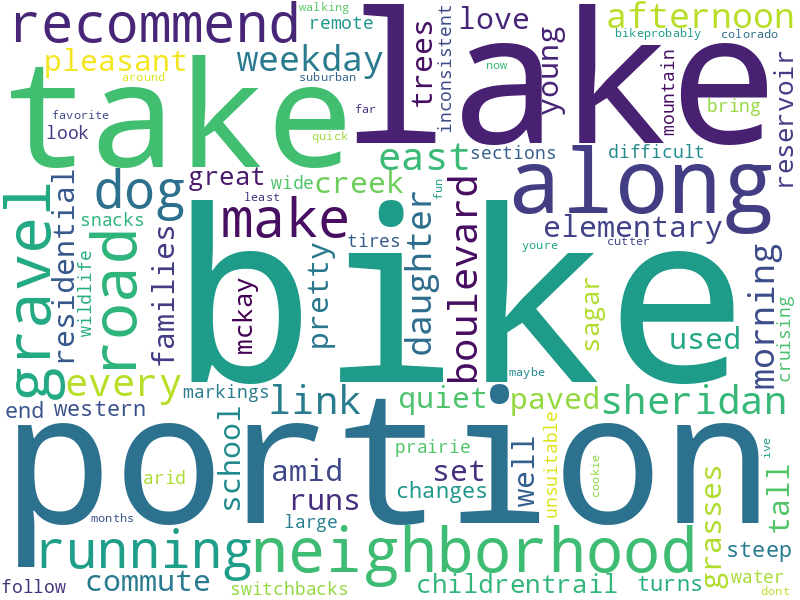 walking
recommend remote love trees afternoon
lake
take
pleasant weekday inconsistent young bikeprobably colorado
around suburban now mountain bring reservoir
favorite far
look quick
east sections difficult
along
dog great wide creek
gravel residential snacks road families make least fun boulevard elementary
daughter tires
wildlife mckay pretty youre cutter
bike
sagar used morning cruising
every markings maybe
link quiet paved sheridan
end western
portion
school amid prairie set well unsuitable ive
arid runs changes cookie grasses tall
months large
running neighborhood steep
follow commute switchbacks childrentrail turns water
dont